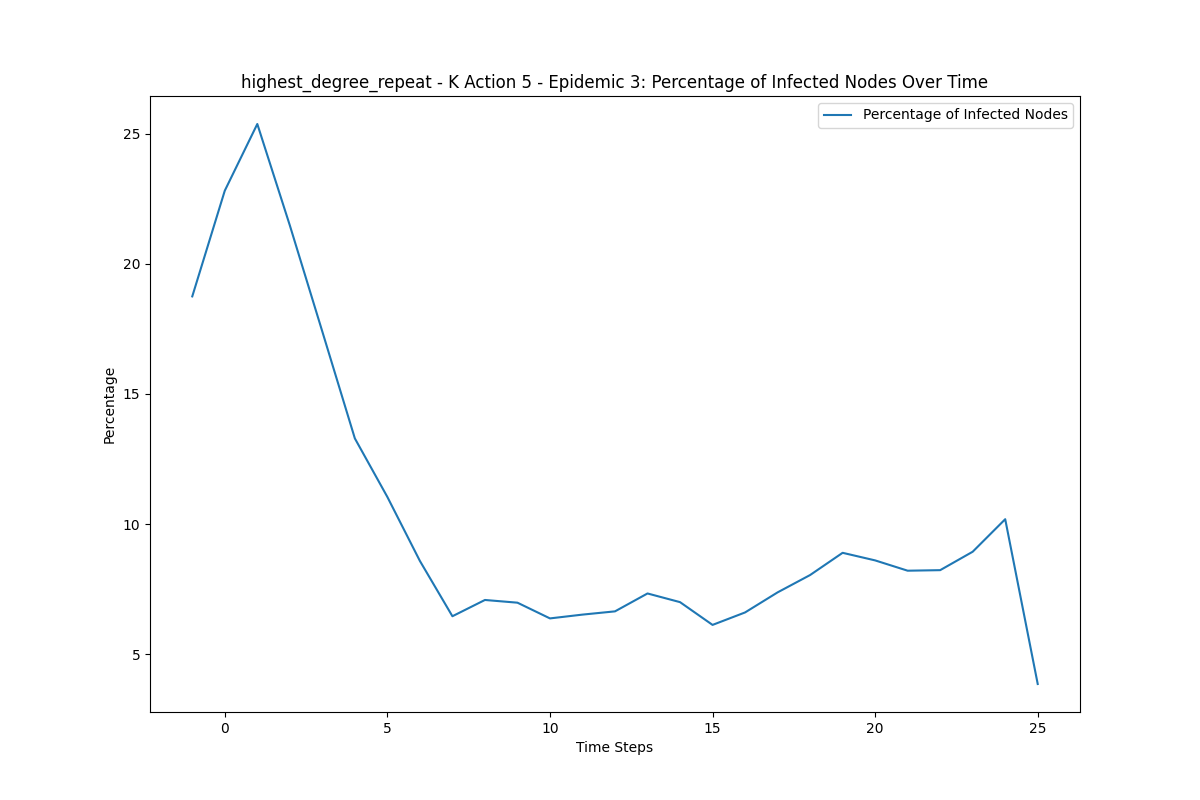 highest_degree_repeat - K Action 5 - Epidemic 3: Percentage of Infected Nodes Over Time
Percentage of Infected Nodes
25
20
15
10
5
Percentage
0 5 10 15 20 25
Time Steps